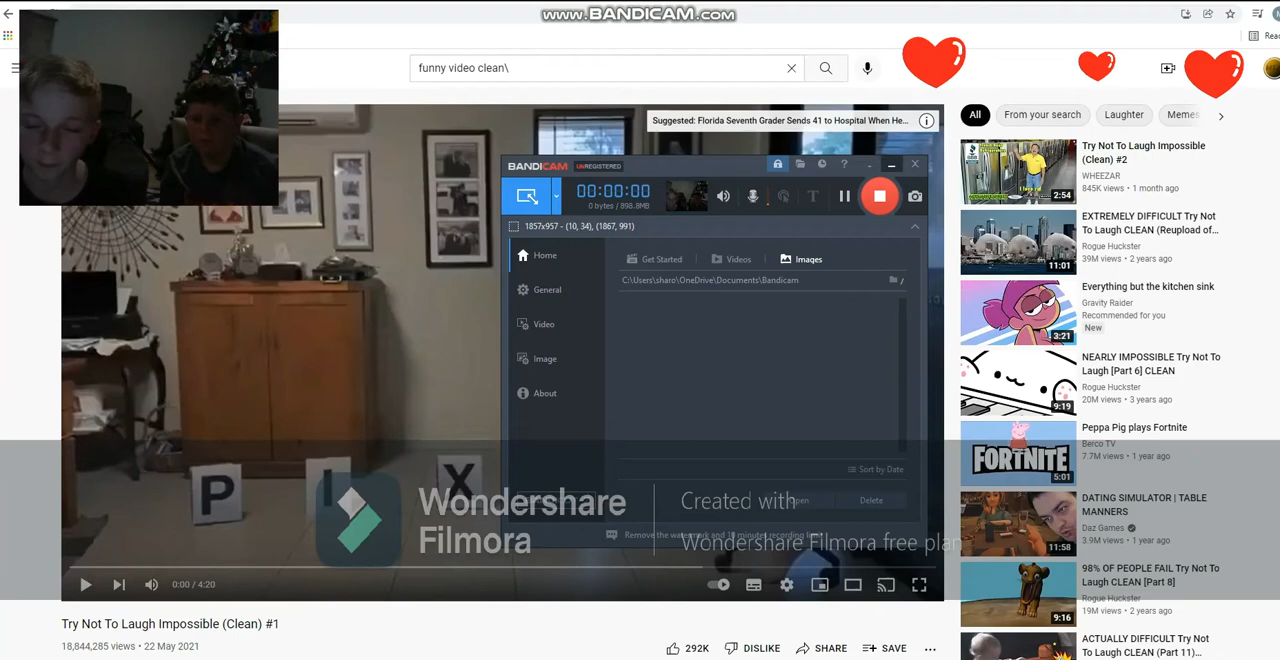 www.BANDICAM.com
Rea
funny video clean\
Suggested: Florida Seventh Grader Sends 41 to Hospital When He...
All
From your search
Laughter
Memes
BANDICAM UNREGISTERED
00:00:00
0 bytes / 898.8MB
1857x957 - (10, 34), (1867, 991)
Home
General
Video
Image
About
Get Started
Videos
Images
C:\Users\sharo\OneDrive\Documents\Bandicam
Sort by Date
Delete
P I X
Wondershare
Filmora
Created with
Wondershare Filmora free plan
0:00 / 4:20
Try Not To Laugh Impossible (Clean) #1
18,844,285 views • 22 May 2021
292K
DISLIKE
SHARE
SAVE
Try Not To Laugh Impossible
(Clean) #2
WHEEZAR
845K views • 1 month ago
2:54
EXTREMELY DIFFICULT Try Not
To Laugh CLEAN (Reupload of...
Rogue Huckster
39M views • 2 years ago
11:01
Everything but the kitchen sink
Gravity Raider
Recommended for you
New
3:21
NEARLY IMPOSSIBLE Try Not To
Laugh [Part 6] CLEAN
Rogue Huckster
20M views • 3 years ago
9:19
Peppa Pig plays Fortnite
Berco TV
7.7M views • 1 year ago
FORTNITE
5:01
DATING SIMULATOR | TABLE
MANNERS
Daz Games
3.9M views • 1 year ago
11:58
98% OF PEOPLE FAIL Try Not To
Laugh CLEAN [Part 8]
Rogue Huckster
19M views • 2 years ago
9:16
ACTUALLY DIFFICULT Try Not
To Laugh CLEAN (Part 11)...